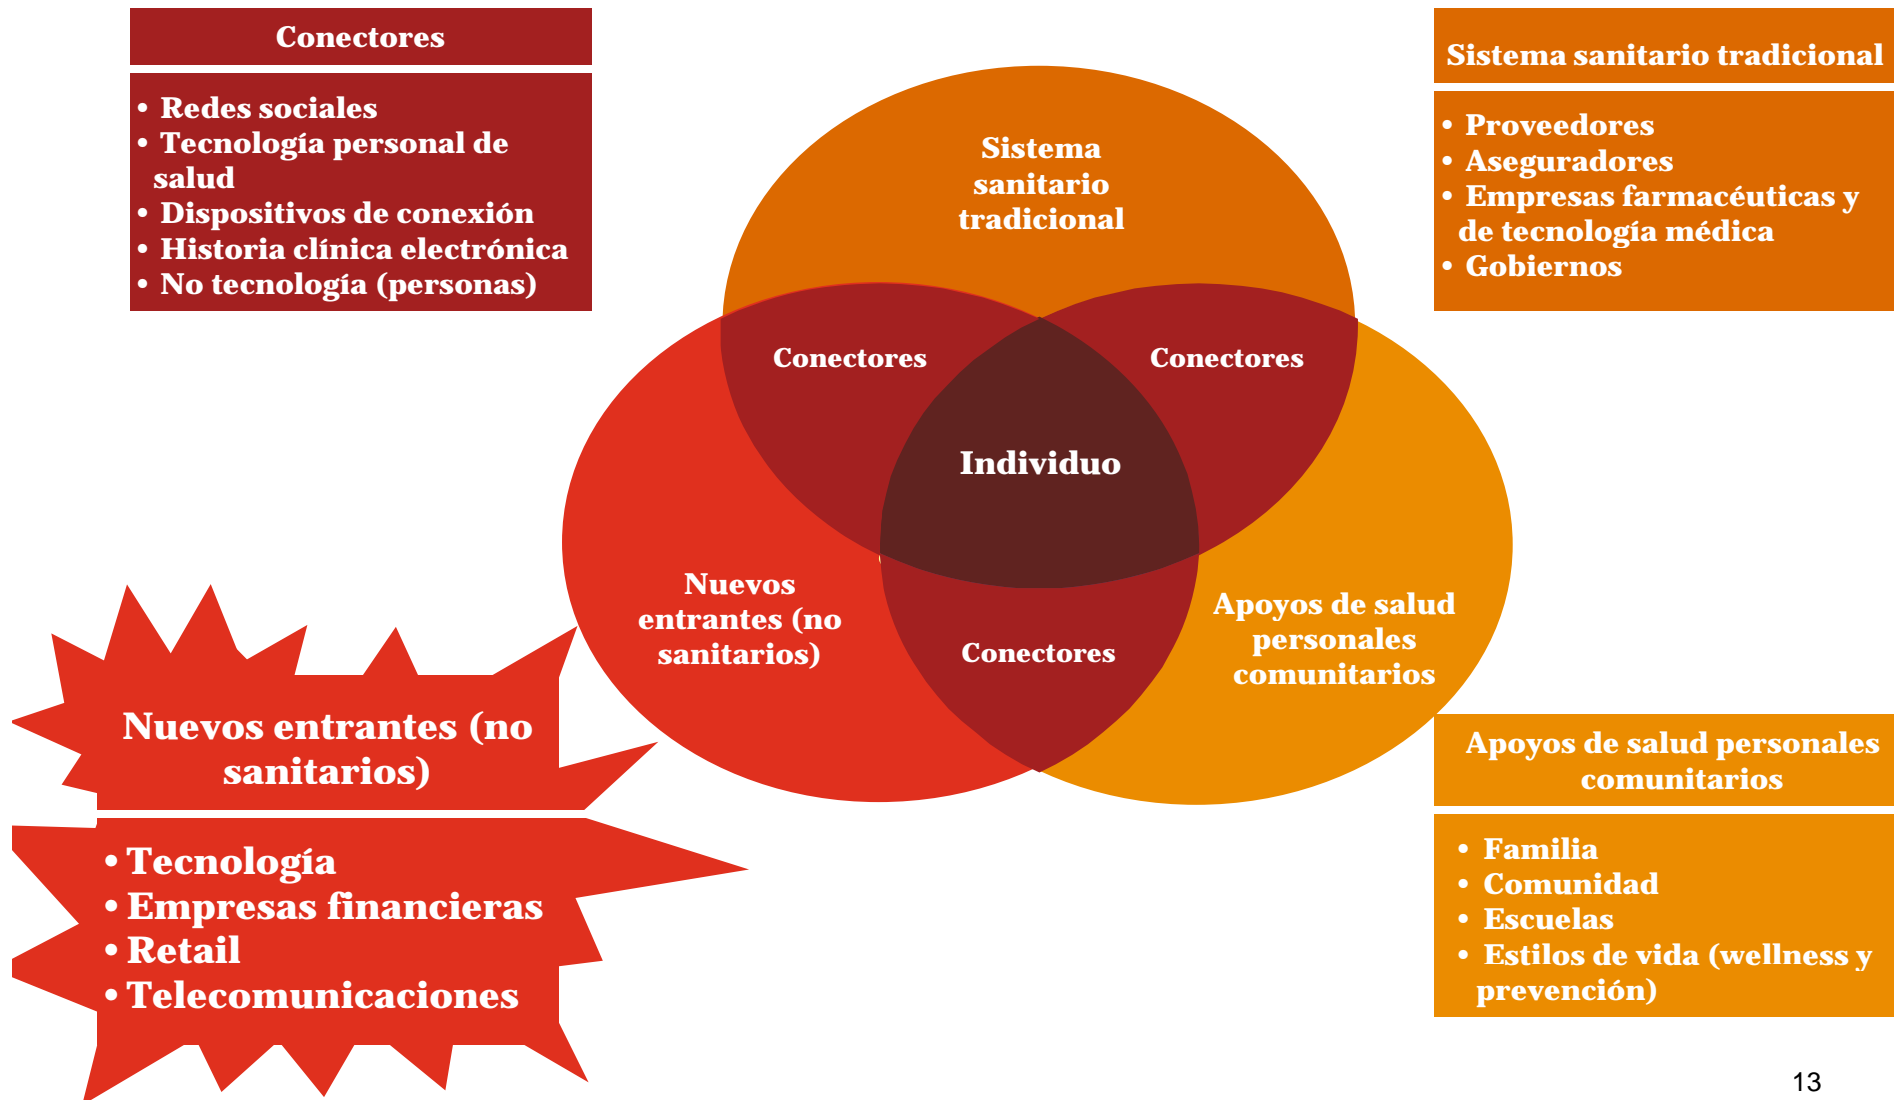 Conectores
• Redes sociales
• Tecnología personal de
salud
• Dispositivos de conexión
• Historia clínica electrónica
• No tecnología (personas)
Sistema sanitario tradicional
• Proveedores
• Aseguradores
• Empresas farmacéuticas y
de tecnología médica
• Gobiernos
Sistema
sanitario
tradicional
Conectores
Conectores
Individuo
Nuevos
entrantes (no
sanitarios)
Conectores
Apoyos de salud
personales
comunitarios
Nuevos entrantes (no
sanitarios)
• Tecnología
• Empresas financieras
• Retail
• Telecomunicaciones
Apoyos de salud personales
comunitarios
• Familia
• Comunidad
• Escuelas
• Estilos de vida (wellness y
prevención)
13